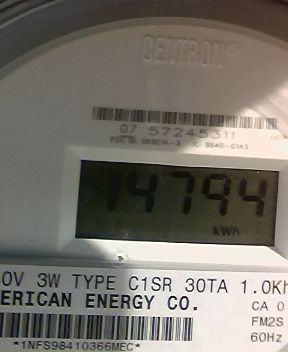 CENTRON®
07 57245311
14794
kWh
0V 3W TYPE C1SR 30TA 1.0Kh
ERICAN ENERGY CO.
CA 0
FM2S
60Hz
*1NFS98410366MEC*